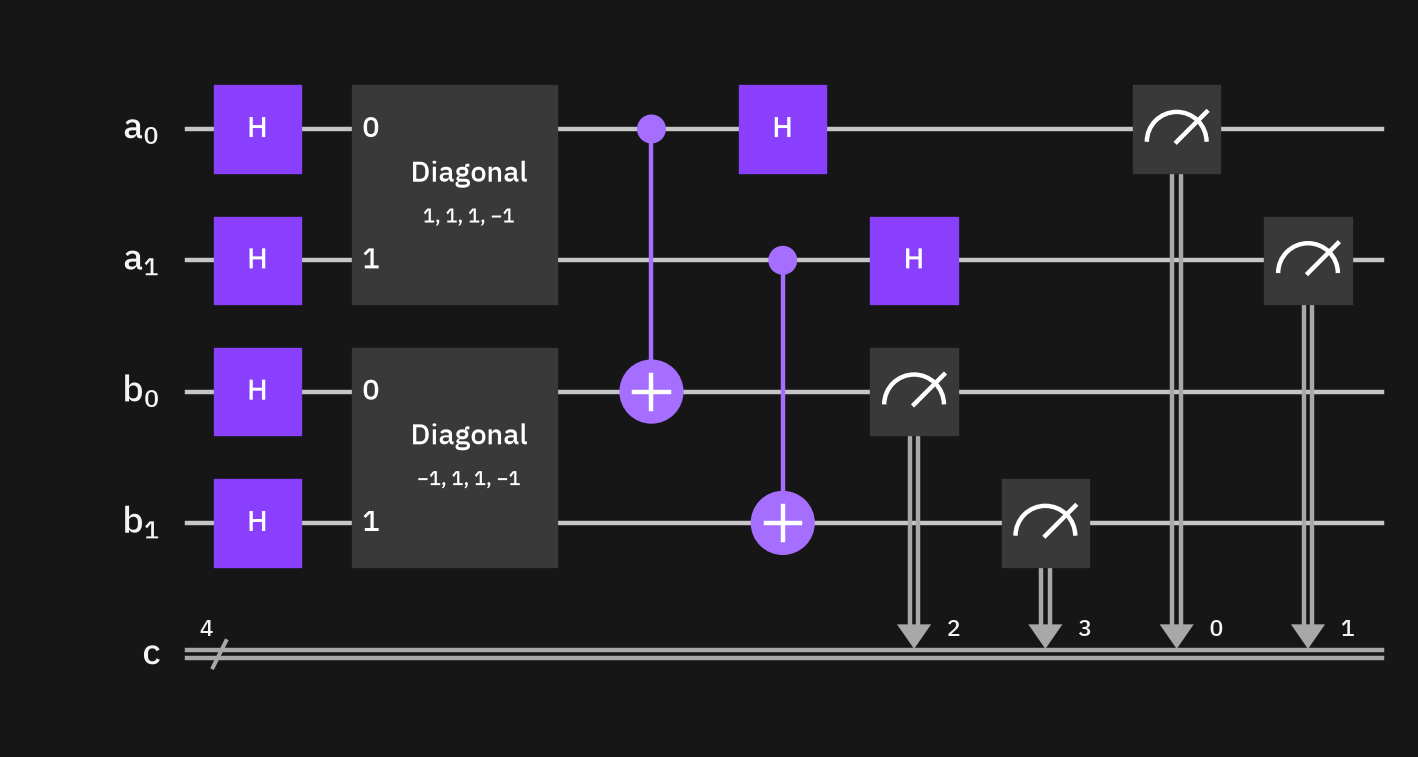 a0 H 0 Diagonal H
1, 1, 1, −1
a1 H 1 H
b0 H 0 Diagonal
−1, 1, 1, −1
b1 H 1
4 2 3 0 1
c